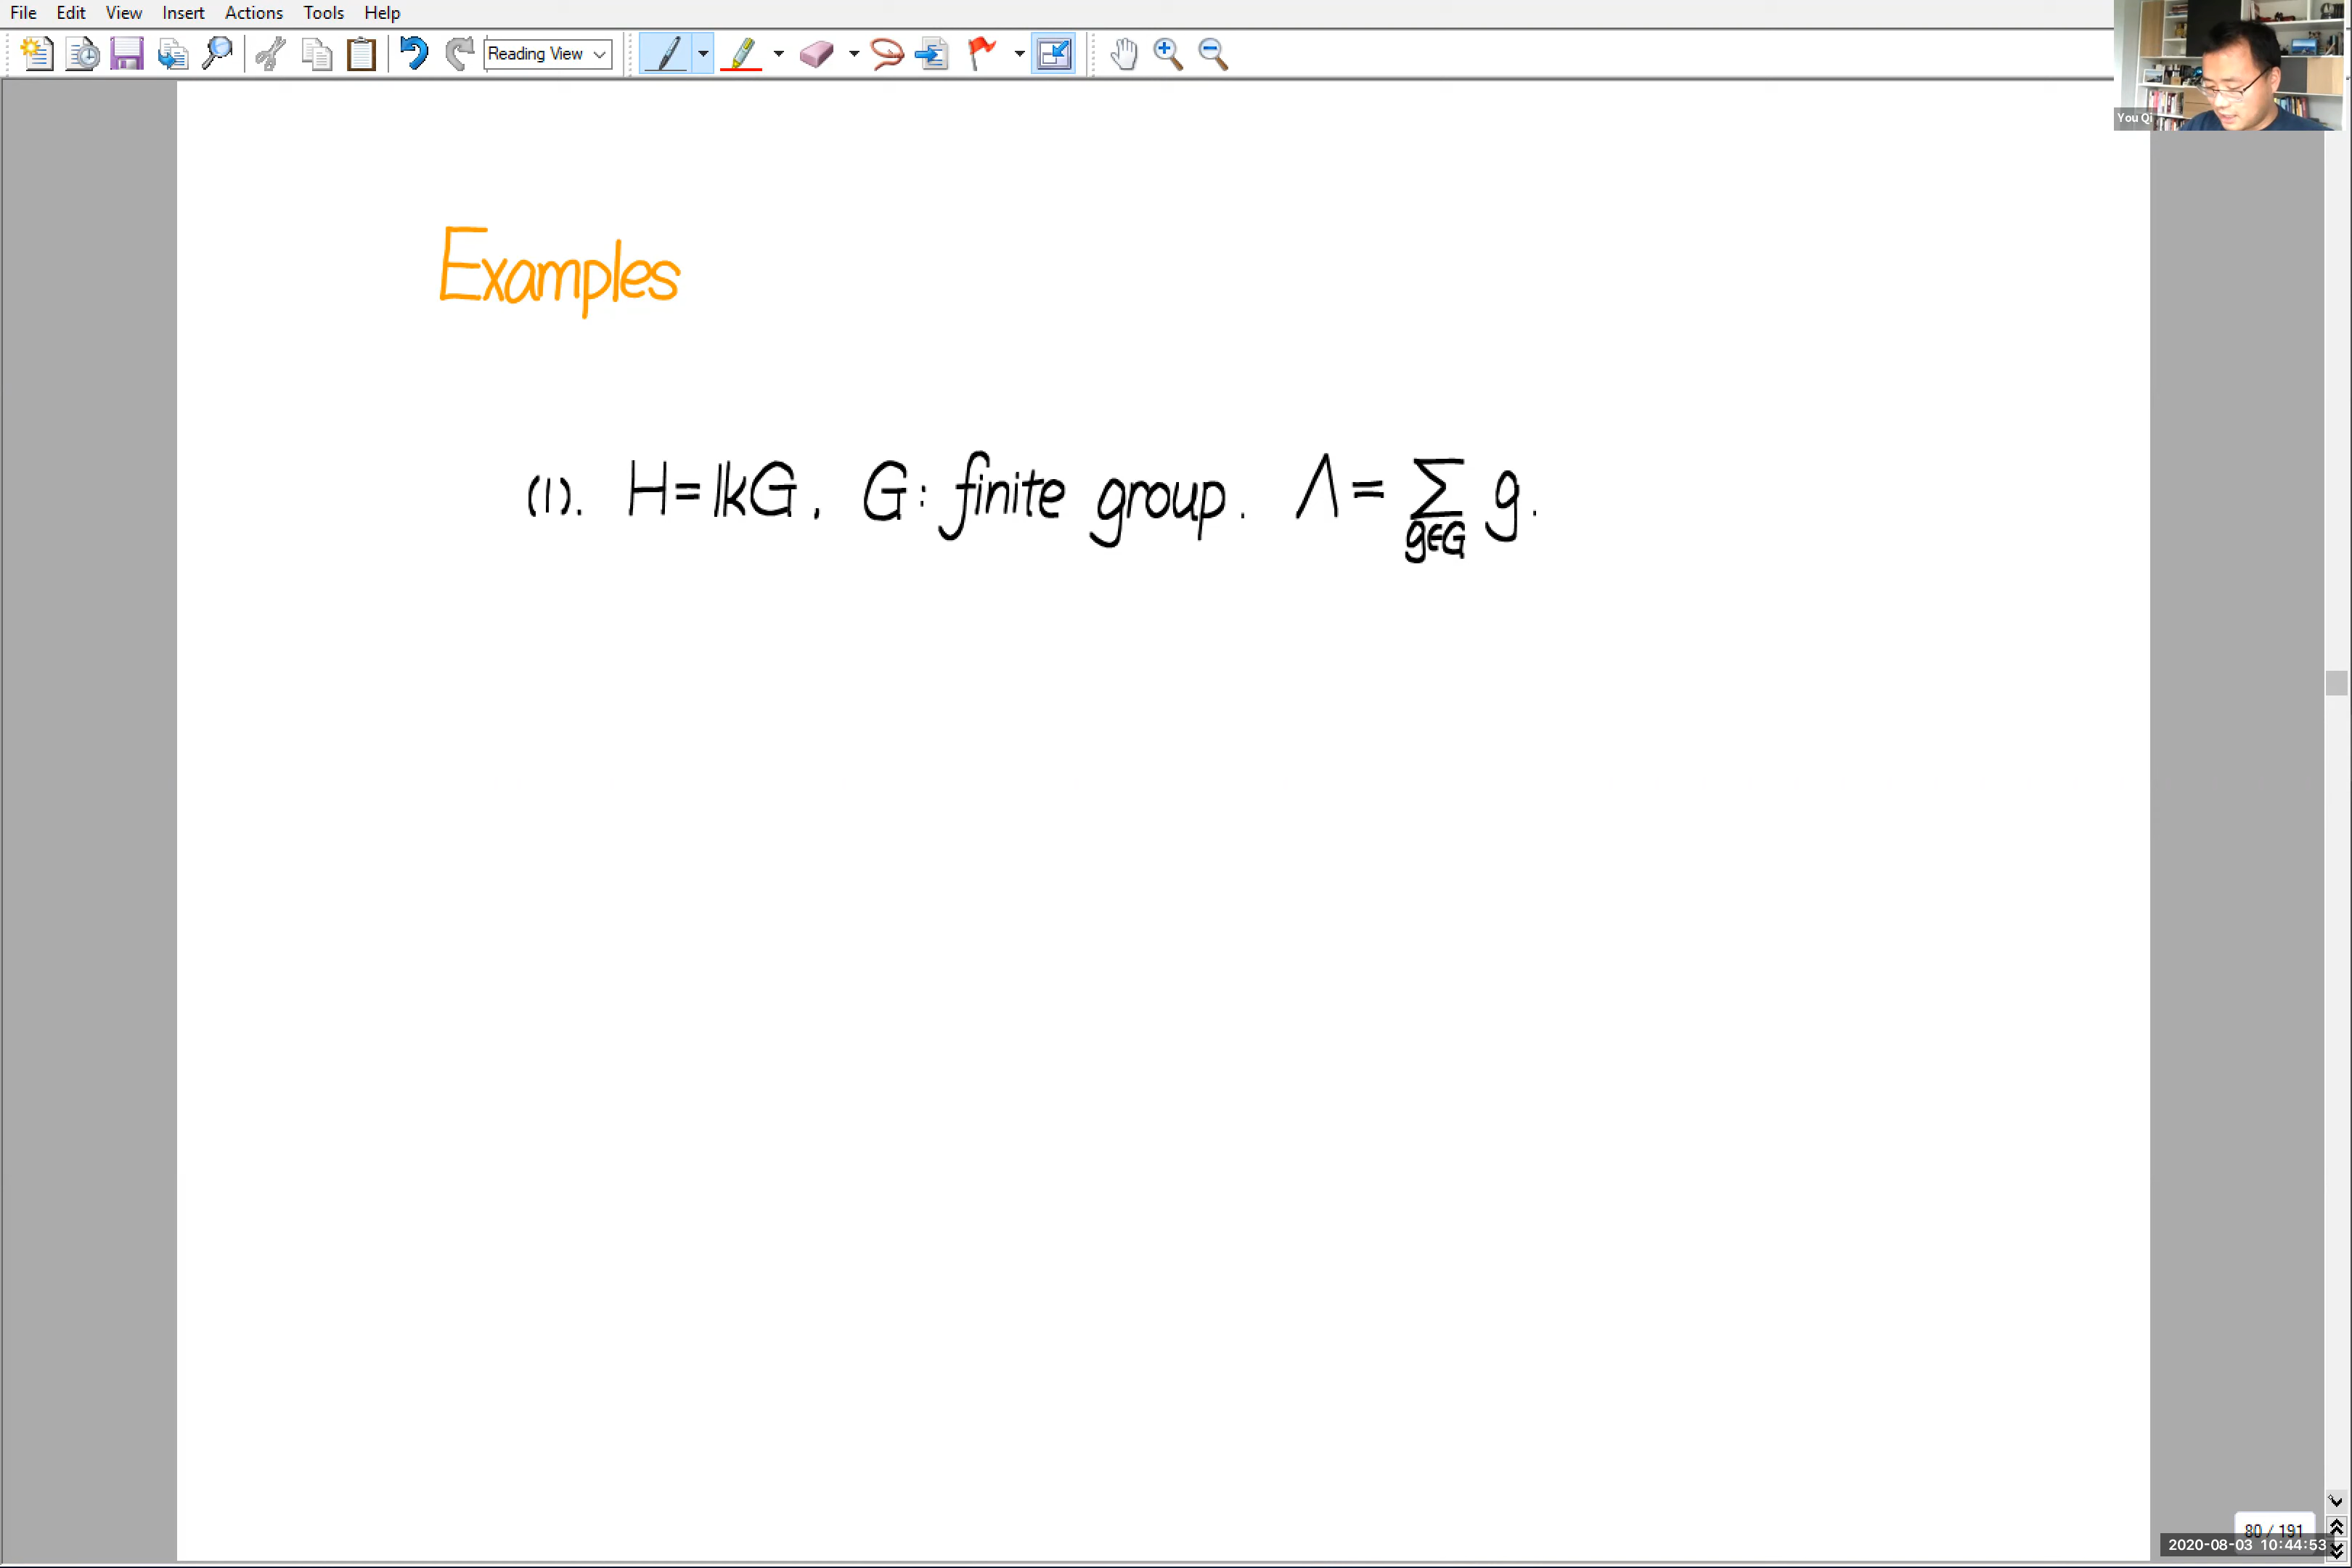 File Edit View Insert Actions Tools Help
Reading View
You Qi
Examples
(1). H = 𝕜G, G: finite group. Λ = ∑_{g∈G} g.
80 / 191
2020-08-03 10:44:53